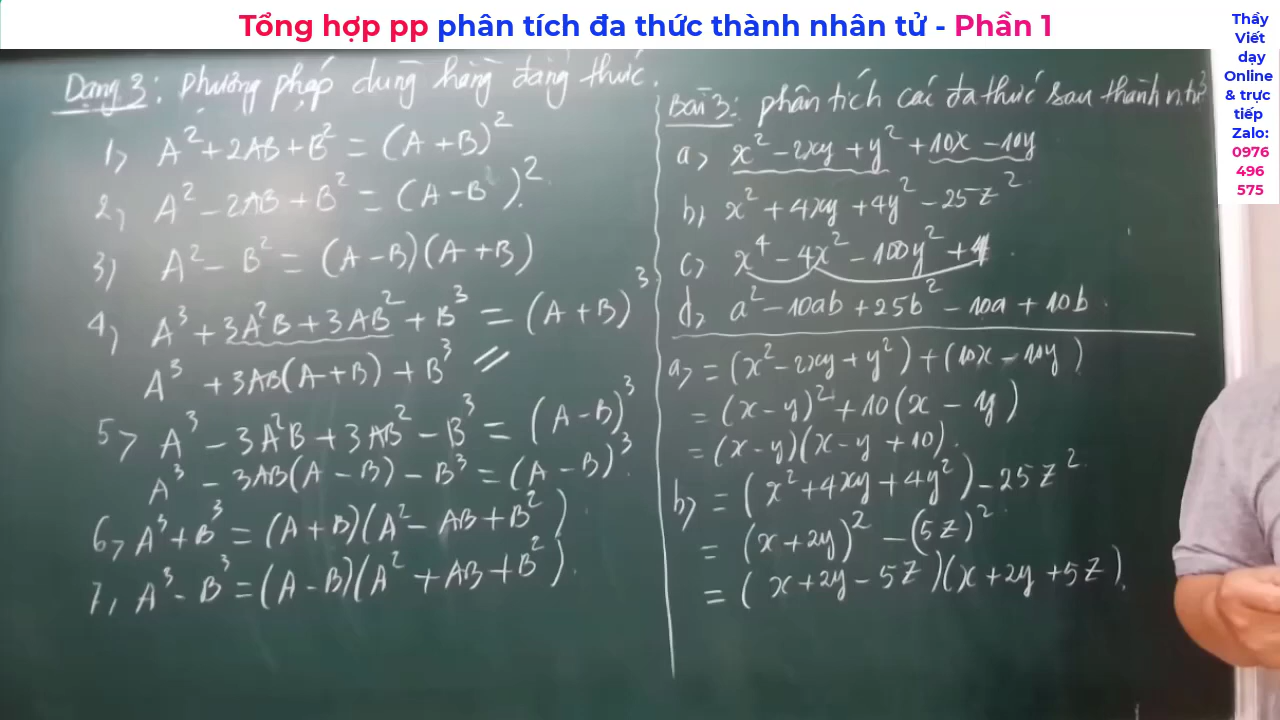 Tổng hợp pp phân tích đa thức thành nhân tử - Phần 1
Thầy
Viết
dạy
Online
& trực
tiếp
Zalo:
0976
496
575
Dạng 3: Phương pháp dùng hằng đẳng thức.
1, A² + 2AB + B² = (A + B)²
2, A² - 2AB + B² = (A - B)².
3) A² - B² = (A - B)(A + B)
4) A³ + 3A²B + 3AB² + B³ = (A + B)³
A³ + 3AB(A + B) + B³ //
5, A³ - 3A²B + 3AB² - B³ = (A - B)³
A³ - 3AB(A - B) - B³ = (A - B)³.
6, A³ + B³ = (A + B)(A² - AB + B²)
7, A³ - B³ = (A - B)(A² + AB + B²).
Bài 3: phân tích các đa thức sau thành n.tử
a, x² - 2xy + y² + 10x - 10y
b, x² + 4xy + 4y² - 25z²
c, x⁴ - 4x² - 100y² + 4.
d, a² - 10ab + 25b² - 10a + 10b.
a, = (x² - 2xy + y²) + (10x - 10y)
= (x - y)² + 10(x - y)
= (x - y)(x - y + 10).
b, = (x² + 4xy + 4y²) - 25z²
= (x + 2y)² - (5z)²
= (x + 2y - 5z)(x + 2y + 5z).